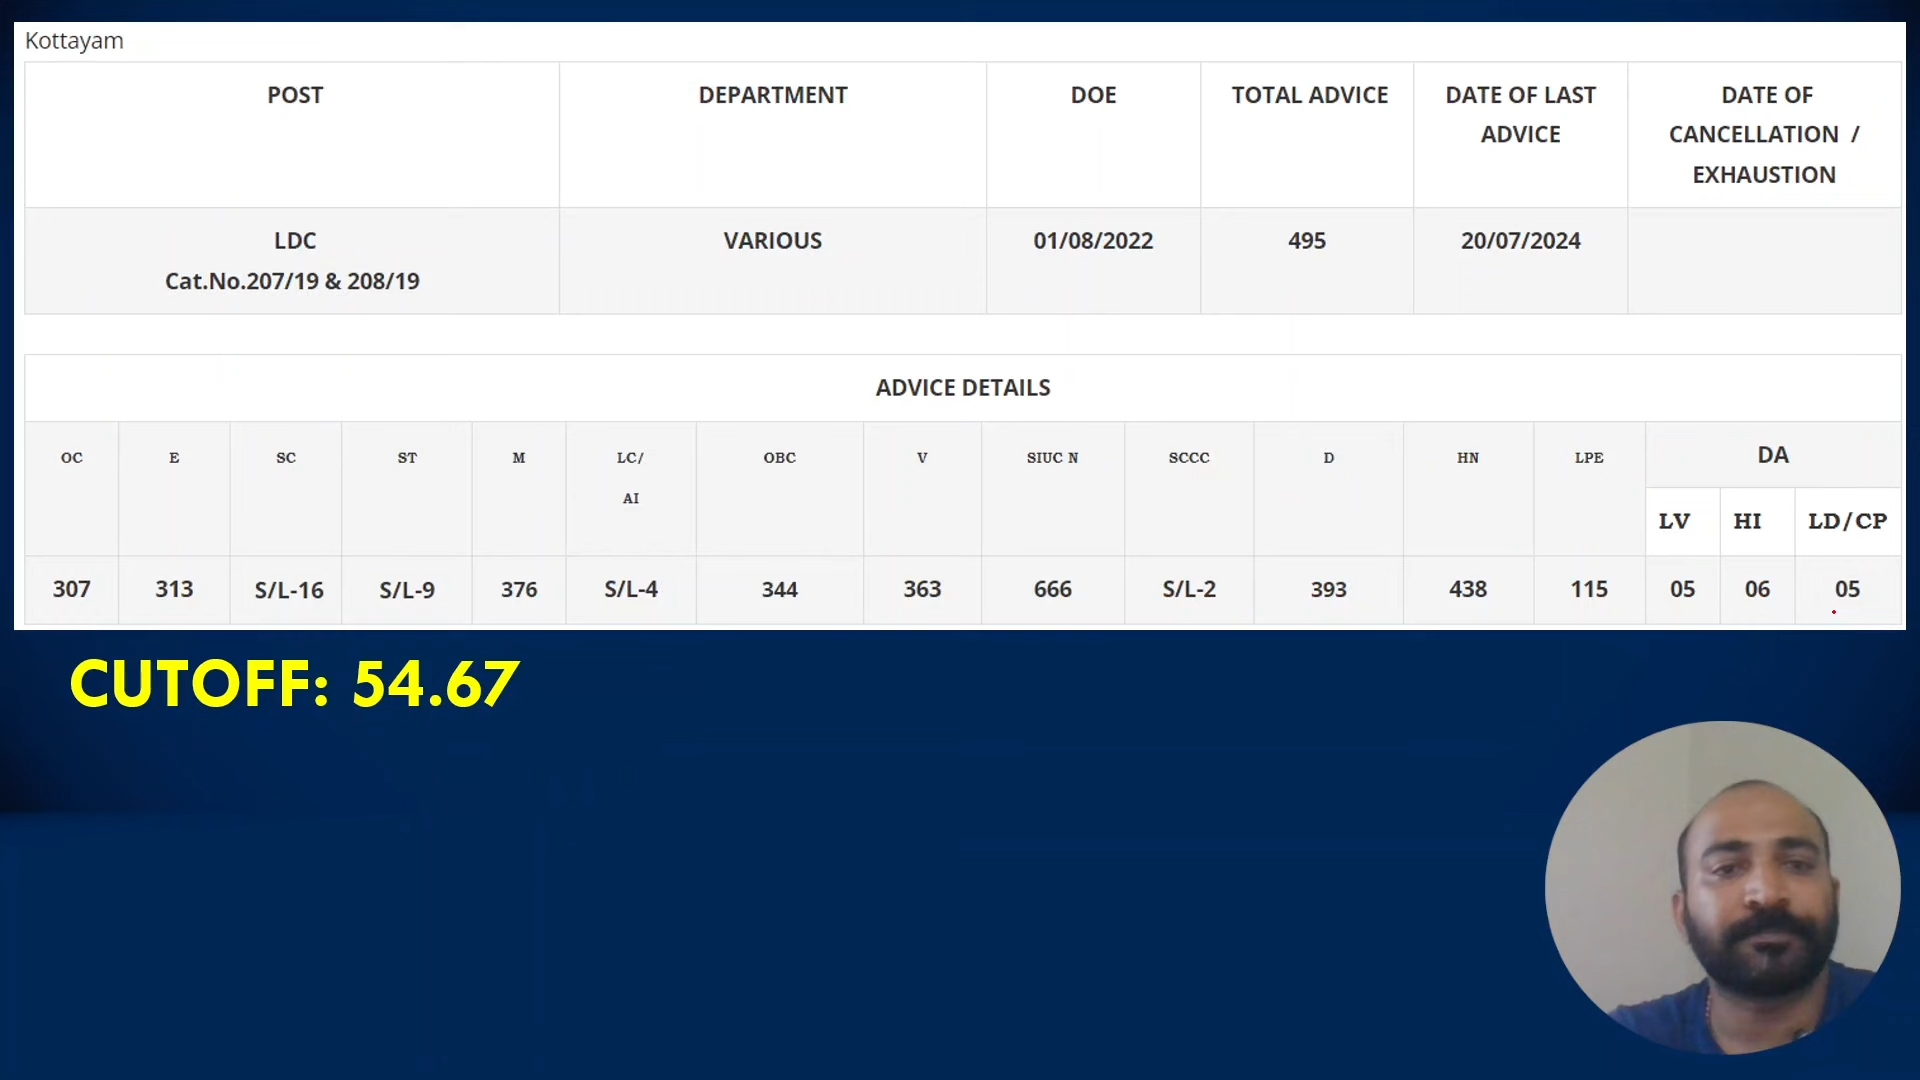 Kottayam
POST
DEPARTMENT
DOE
TOTAL ADVICE
DATE OF LAST
ADVICE
DATE OF
CANCELLATION /
EXHAUSTION
LDC
Cat.No.207/19 & 208/19
VARIOUS
01/08/2022
495
20/07/2024
ADVICE DETAILS
OC
E
SC
ST
M
LC/
AI
OBC
V
SIUC N
SCCC
D
HN
LPE
DA
LV
HI
LD/CP
307
313
S/L-16
S/L-9
376
S/L-4
344
363
666
S/L-2
393
438
115
05
06
05
CUTOFF: 54.67